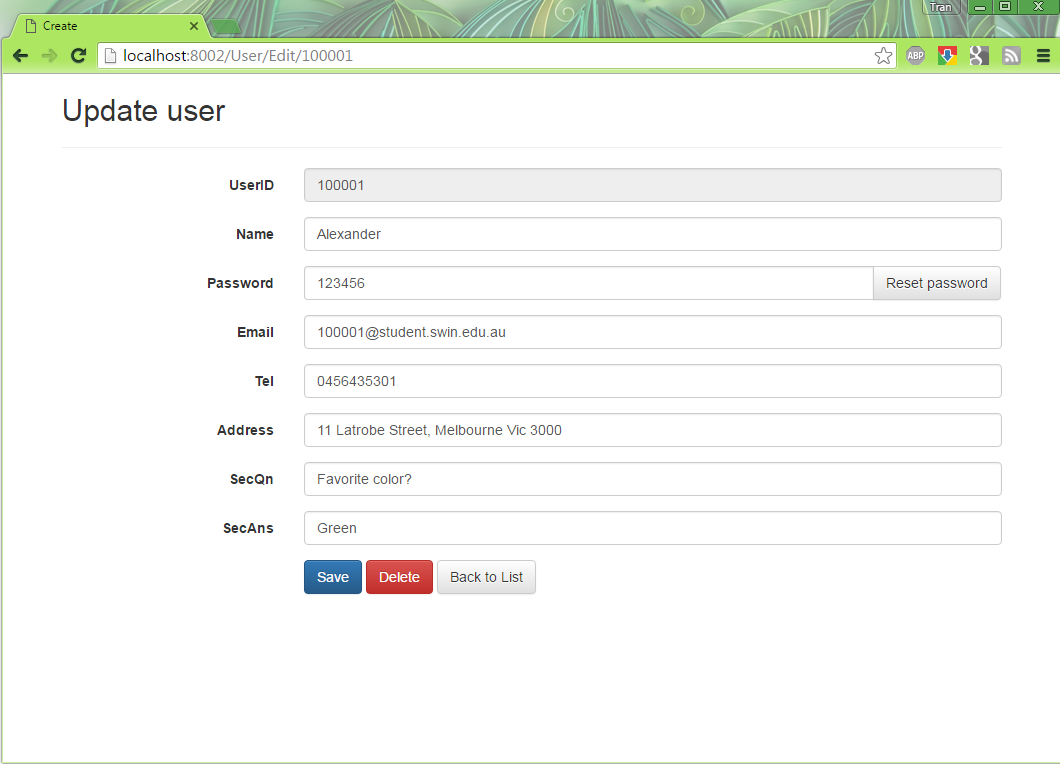 Tran
Create
localhost:8002/User/Edit/100001
ABP
Update user
UserID 100001
Name Alexander
Password 123456 Reset password
Email 100001@student.swin.edu.au
Tel 0456435301
Address 11 Latrobe Street, Melbourne Vic 3000
SecQn Favorite color?
SecAns Green
Save Delete Back to List